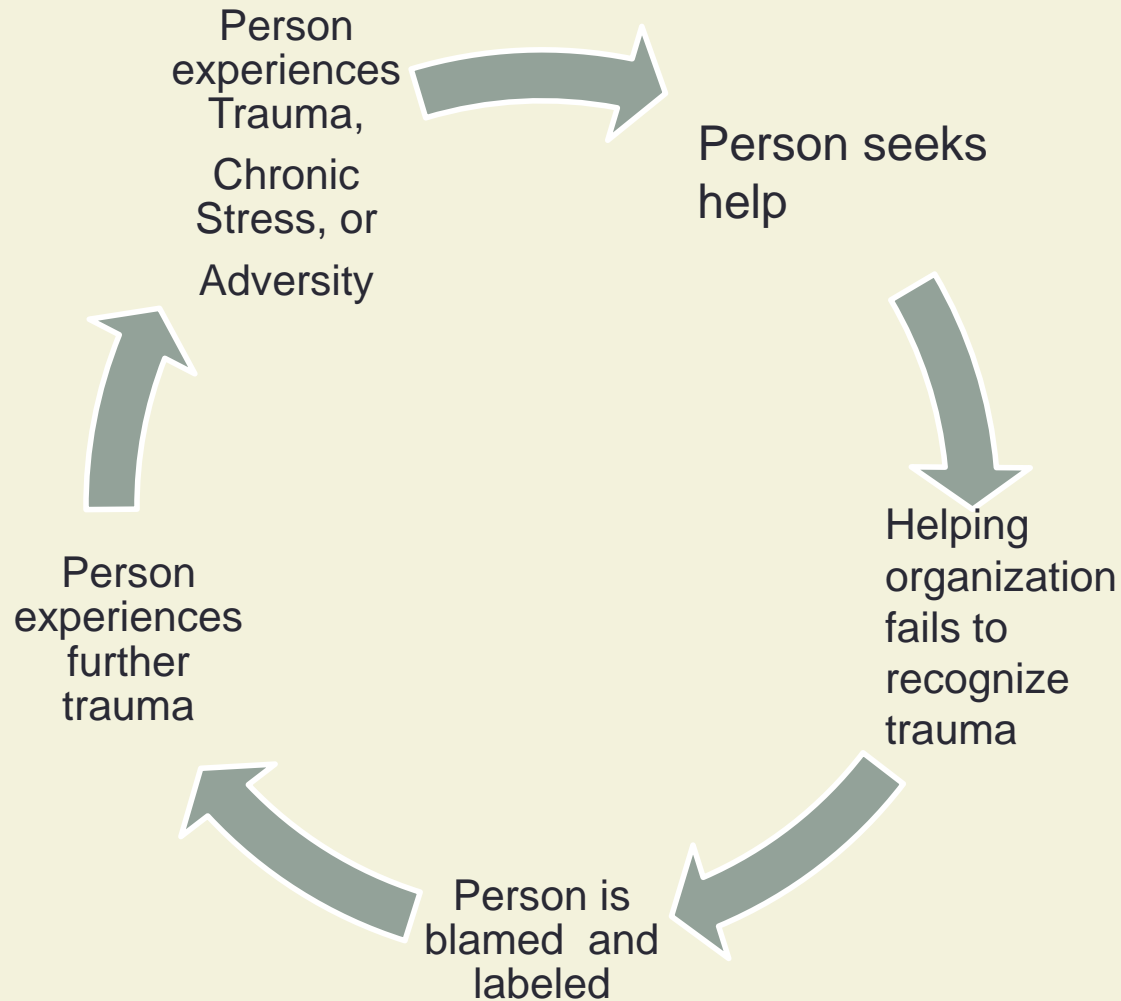 Person
experiences
Trauma,
Chronic
Stress, or
Adversity
Person seeks
help
Helping
organization
fails to
recognize
trauma
Person is
blamed  and
labeled
Person
experiences
further
trauma